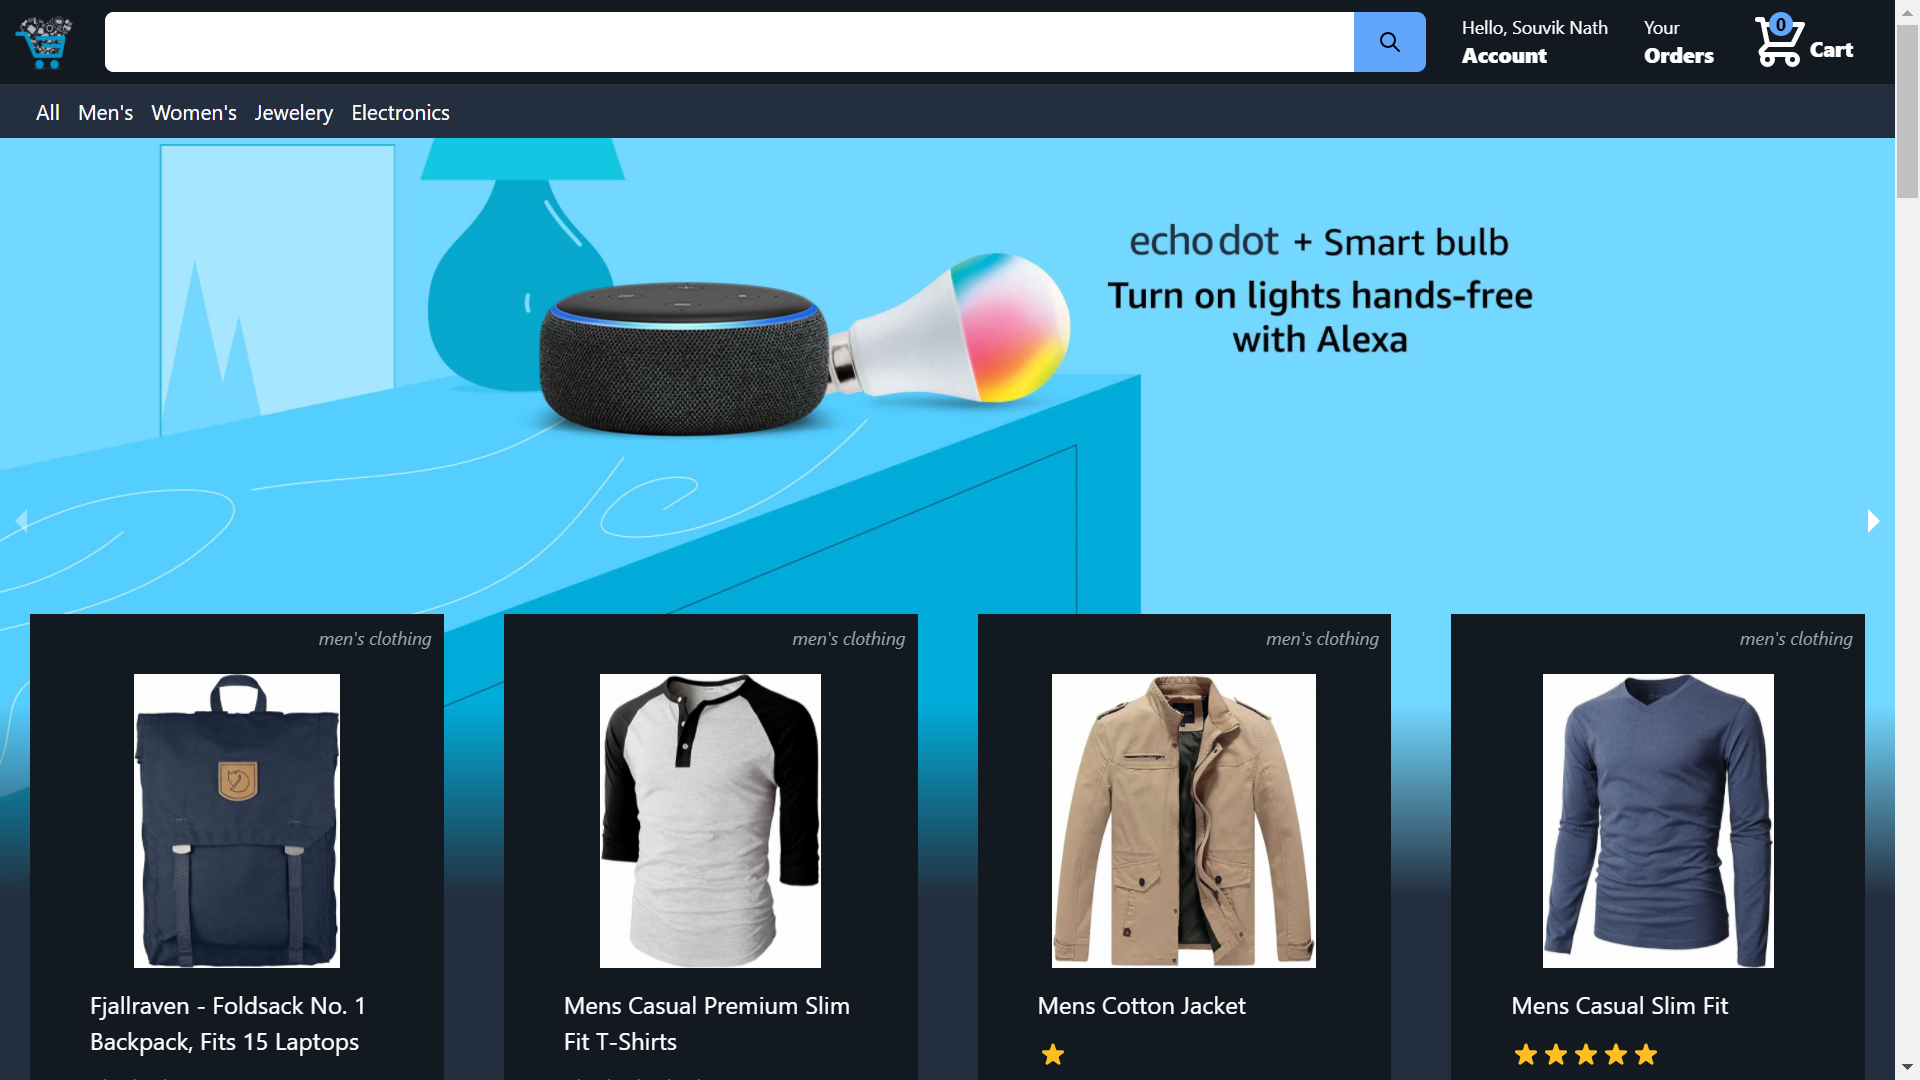 Hello, Souvik Nath
Account
Your
Orders
0
Cart
All Men's Women's Jewelery Electronics
echo dot + Smart bulb
Turn on lights hands-free
with Alexa
men's clothing
Fjallraven - Foldsack No. 1
Backpack, Fits 15 Laptops
men's clothing
Mens Casual Premium Slim
Fit T-Shirts
men's clothing
Mens Cotton Jacket
men's clothing
Mens Casual Slim Fit